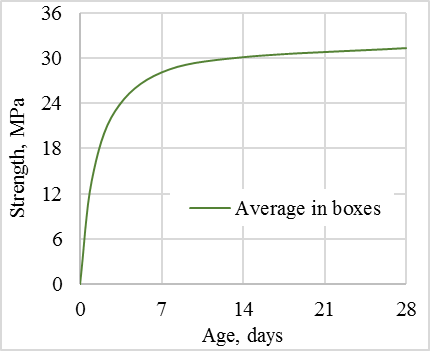 Strength, MPa
36
30
24
18
12
6
0
Average in boxes
0 7 14 21 28
Age, days